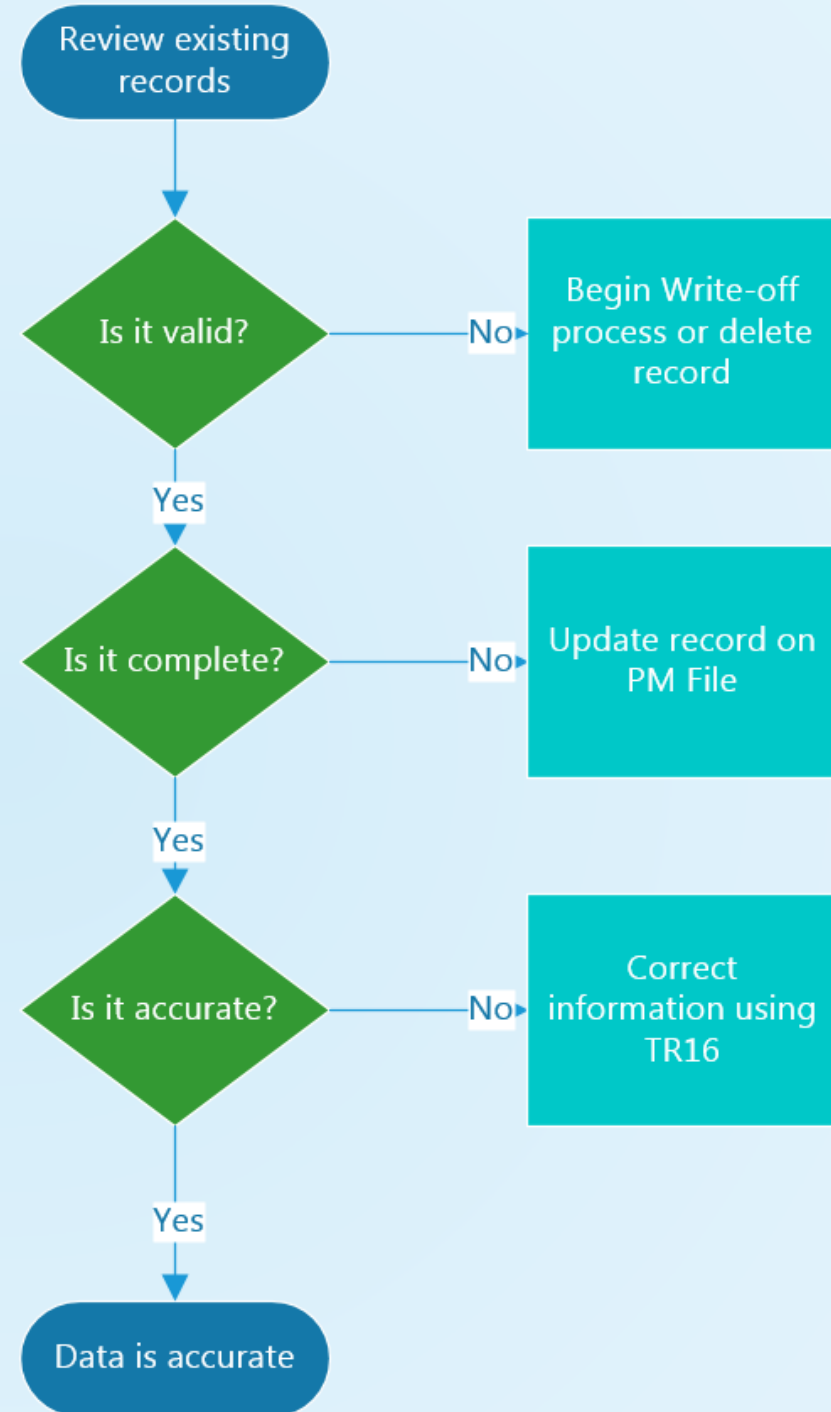 Review existing
records
Is it valid?
No
Begin Write-off
process or delete
record
Yes
Is it complete?
No
Update record on
PM File
Yes
Is it accurate?
No
Correct
information using
TR16
Yes
Data is accurate